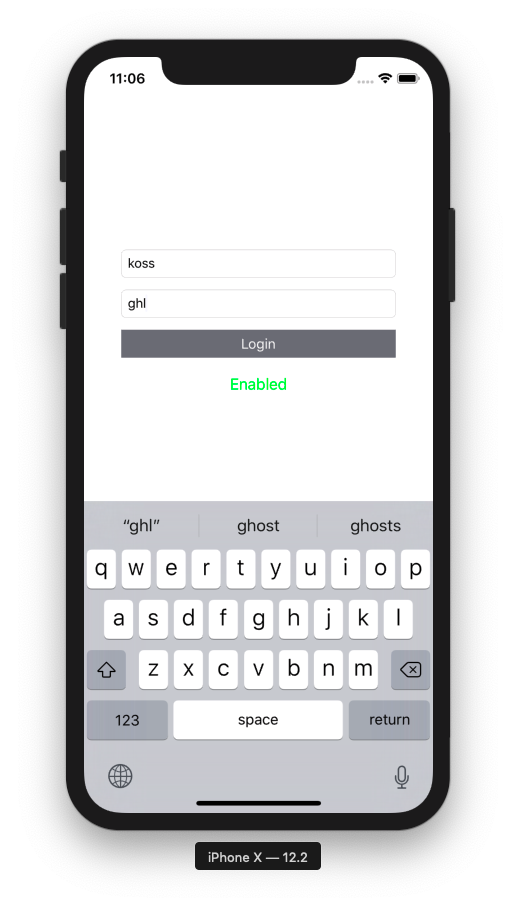 11:06
koss
ghl
Login
Enabled
“ghl” ghost ghosts
q w e r t y u i o p
a s d f g h j k l
z x c v b n m
123 space return
iPhone X — 12.2